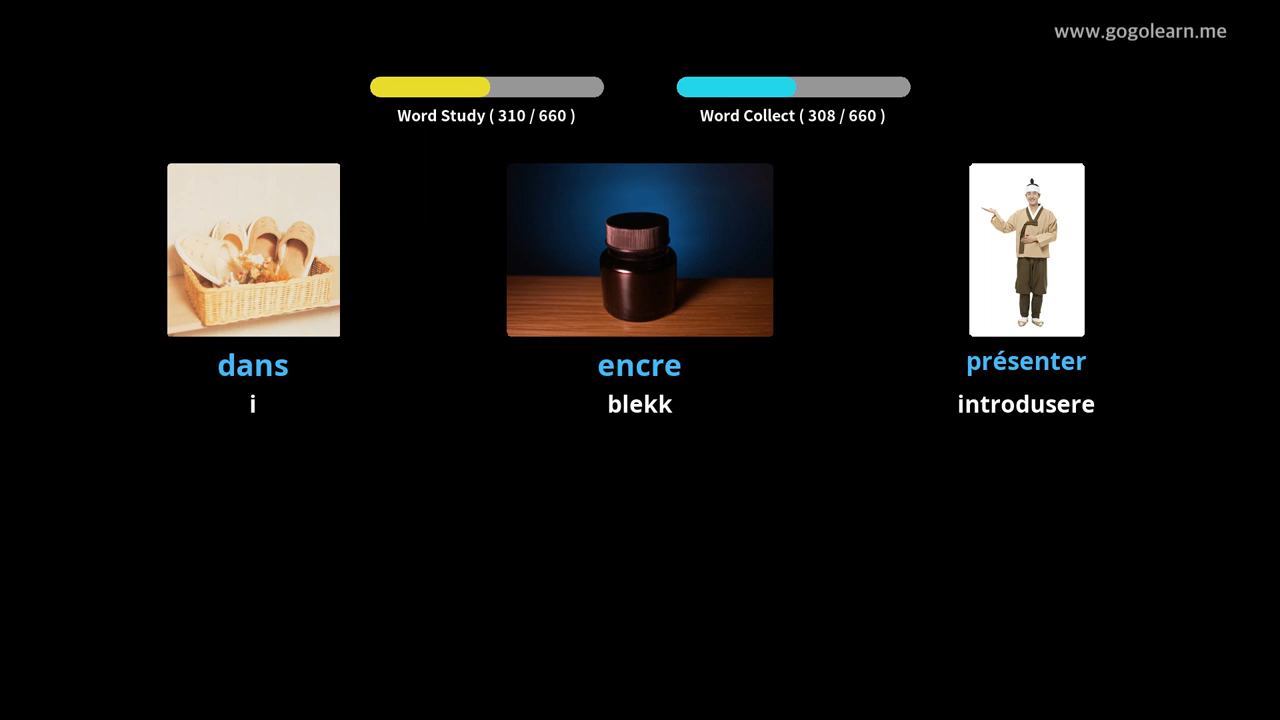 www.gogolearn.me
Word Study ( 310 / 660 )
Word Collect ( 308 / 660 )
dans
i
encre
blekk
présenter
introdusere